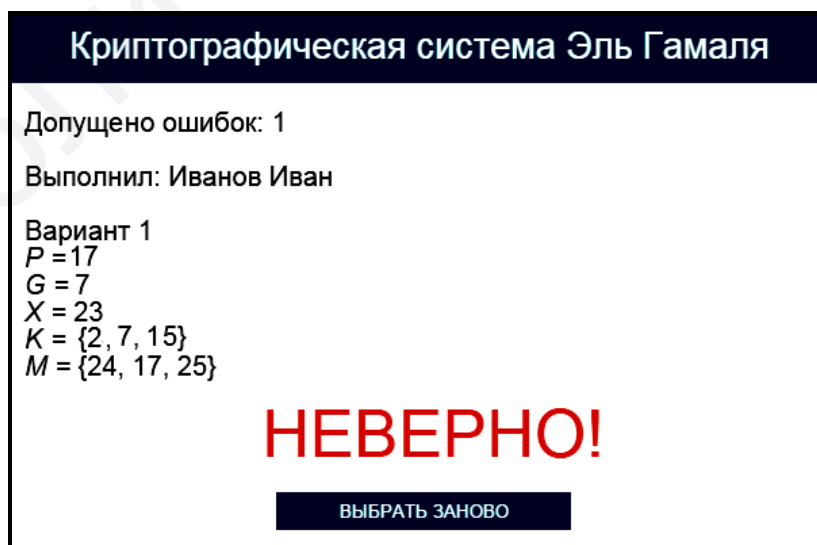 Криптографическая система Эль Гамаля
Допущено ошибок: 1
Выполнил: Иванов Иван
Вариант 1
P =17
G = 7
X = 23
K = {2, 7, 15}
M = {24, 17, 25}
НЕВЕРНО!
ВЫБРАТЬ ЗАНОВО